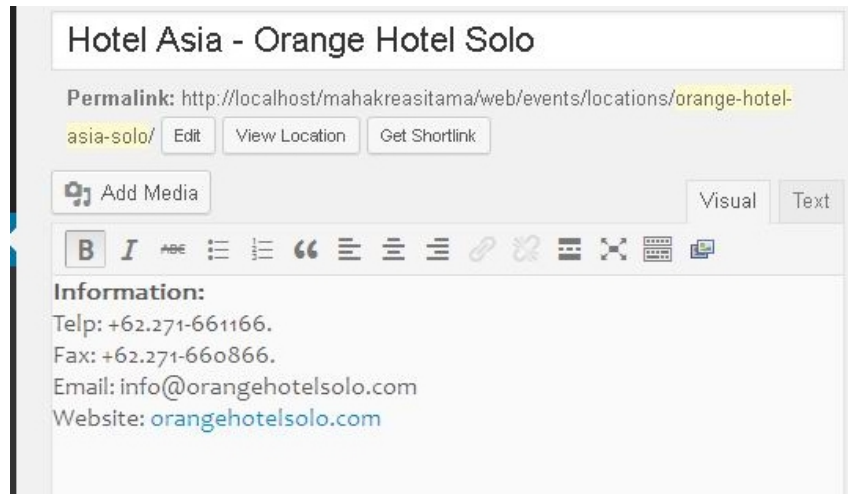 Hotel Asia - Orange Hotel Solo
Permalink: http://localhost/mahakreasitama/web/events/locations/orange-hotel-
asia-solo/ Edit View Location Get Shortlink
Add Media
Visual Text
B I ABC
Information:
Telp: +62.271-661166.
Fax: +62.271-660866.
Email: info@orangehotelsolo.com
Website: orangehotelsolo.com